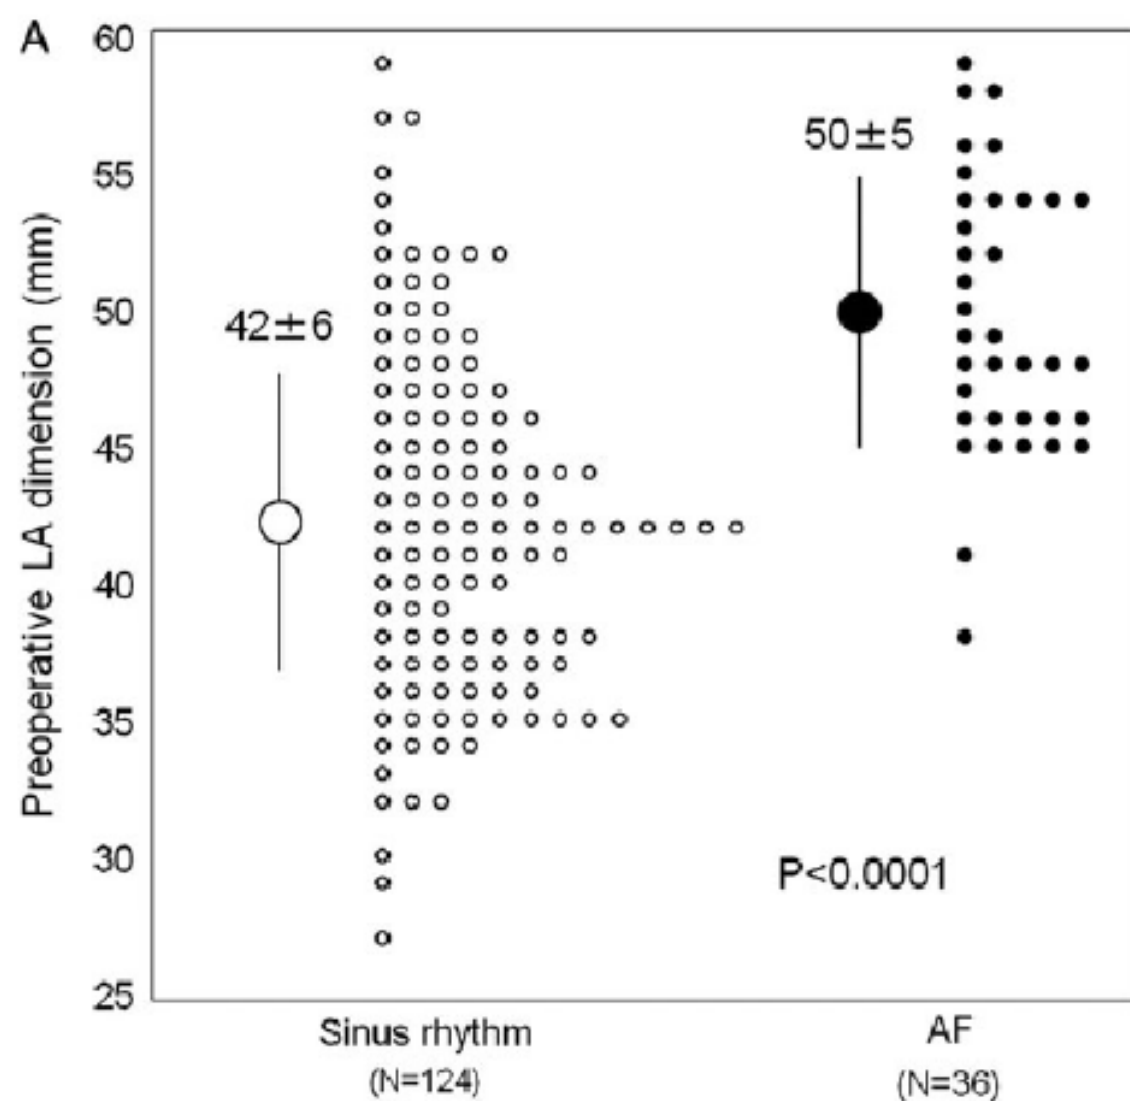 A
60
55
50
45
40
35
30
25
Preoperative LA dimension (mm)
42±6
50±5
P<0.0001
Sinus rhythm
(N=124)
AF
(N=36)